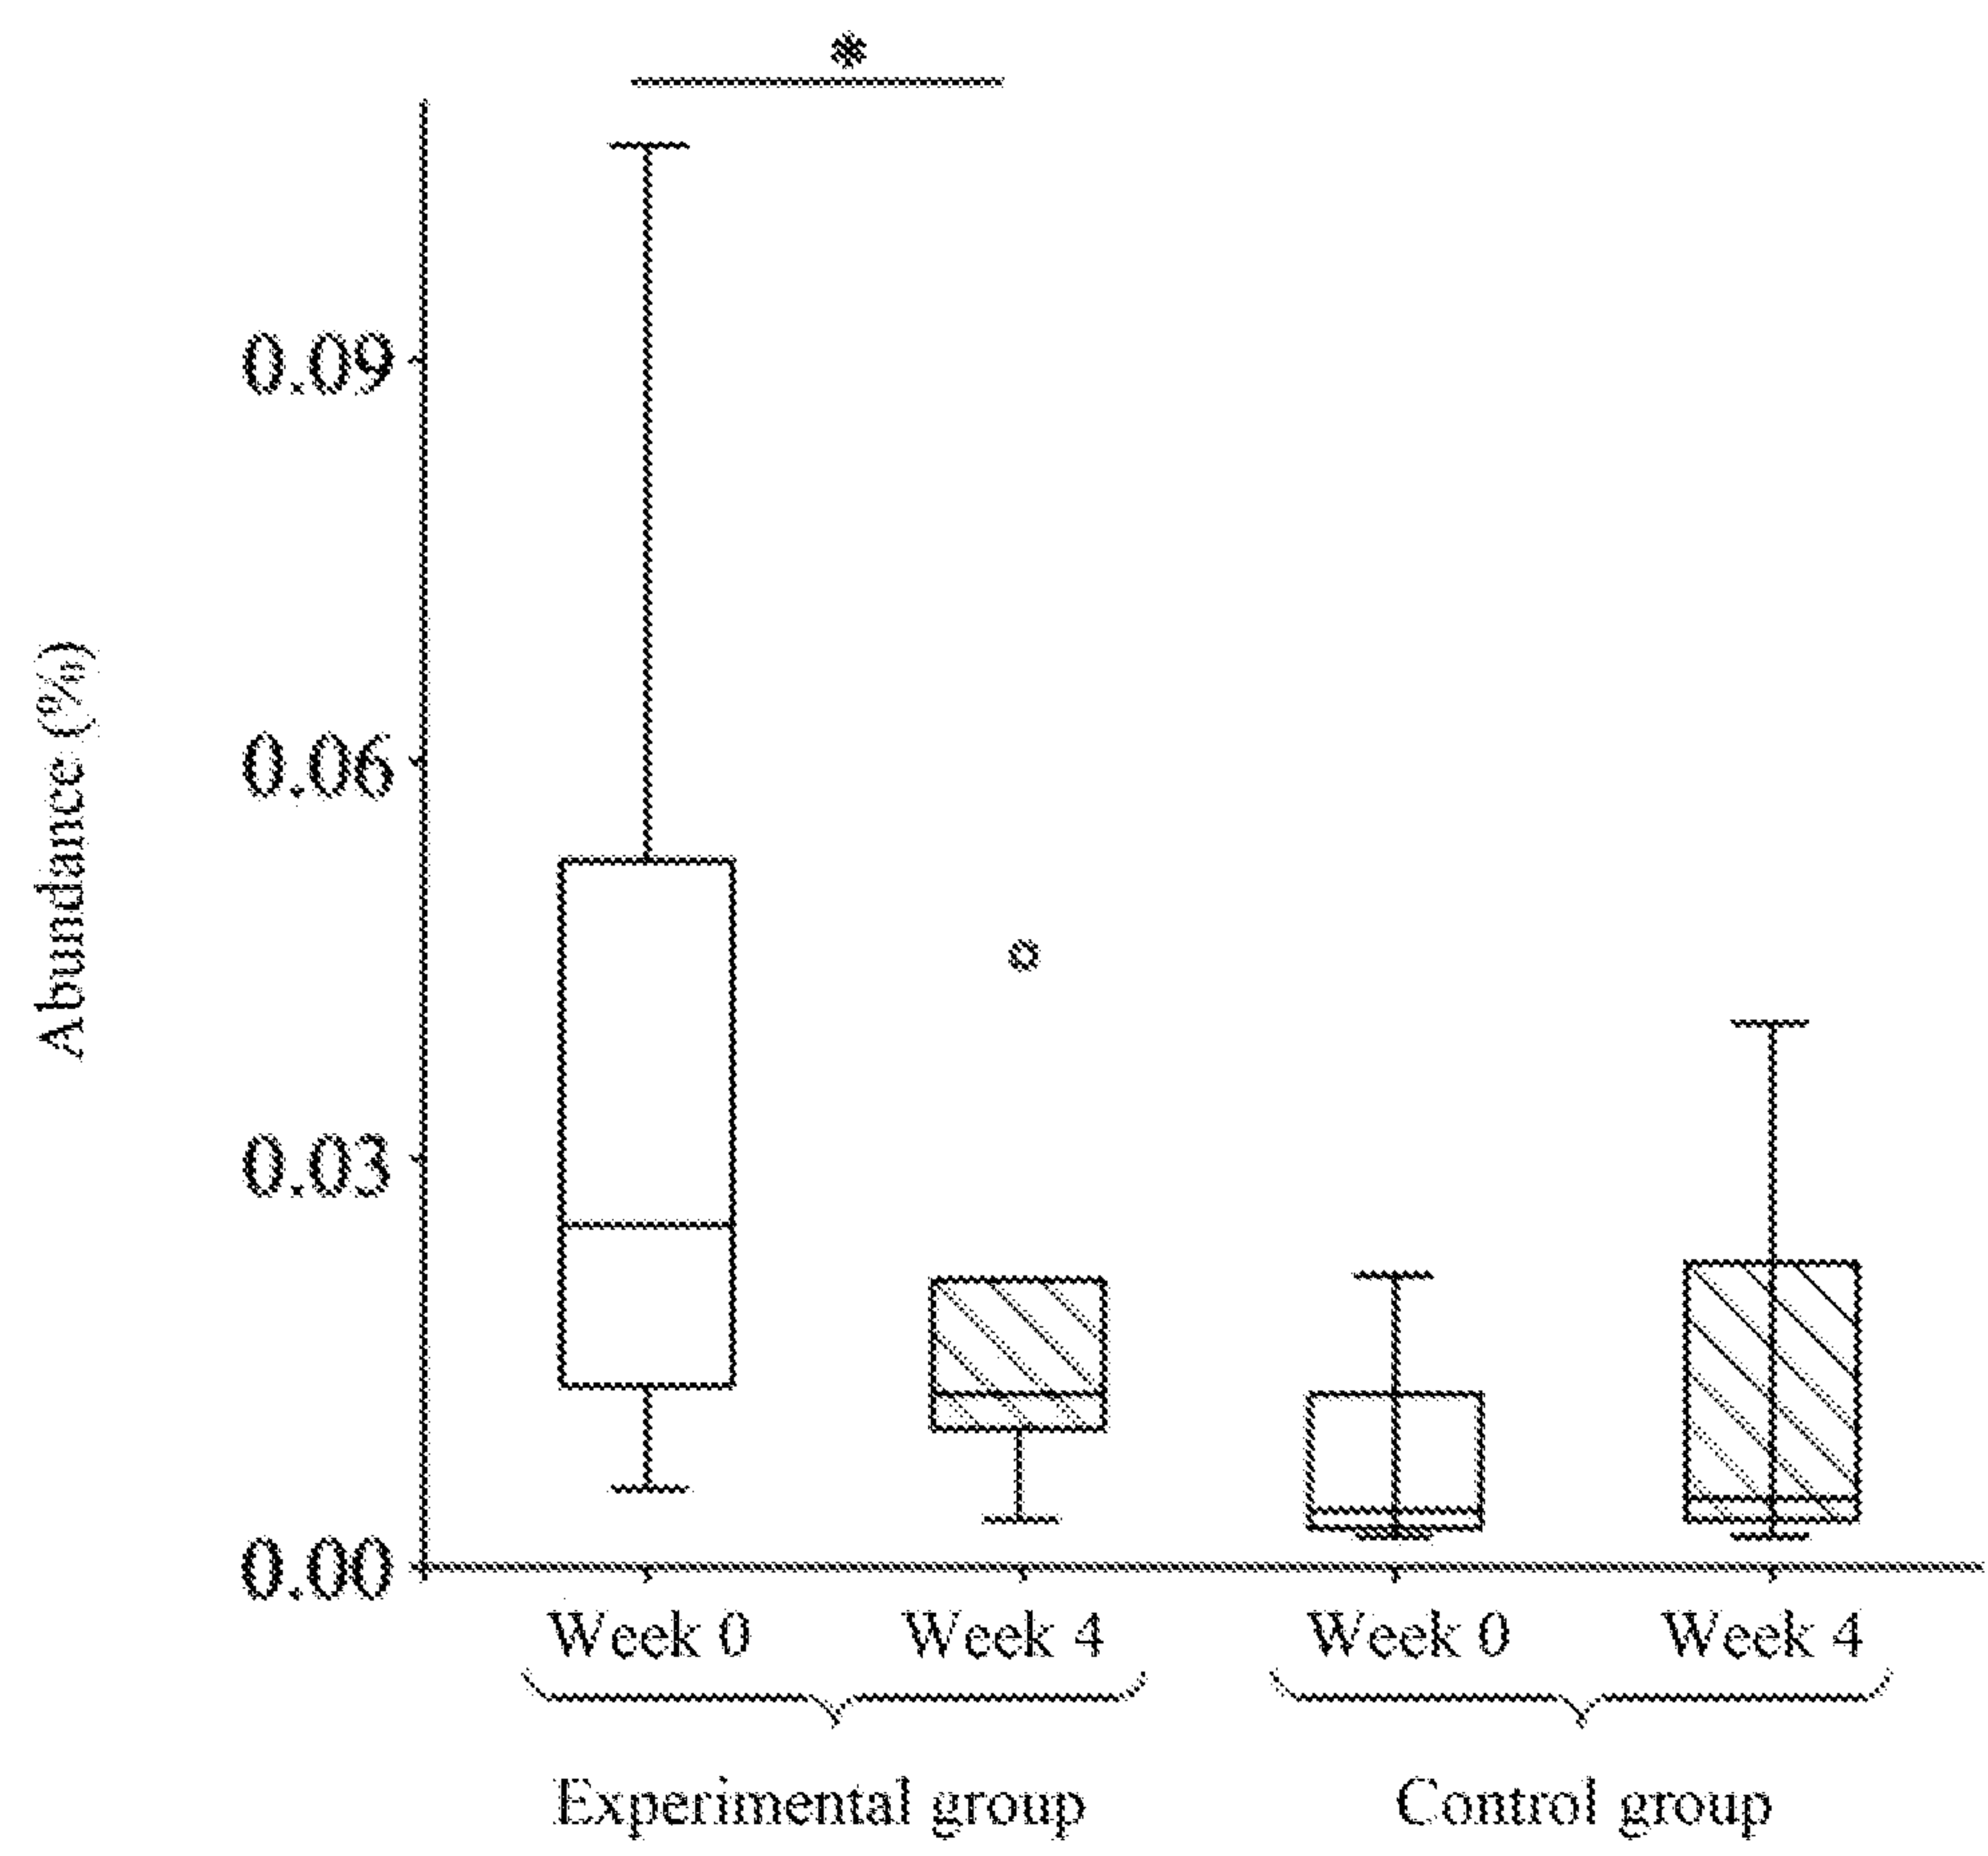 *
Abundance (%)
0.09
0.06
0.03
0.00
Week 0 Week 4 Week 0 Week 4
Experimental group Control group